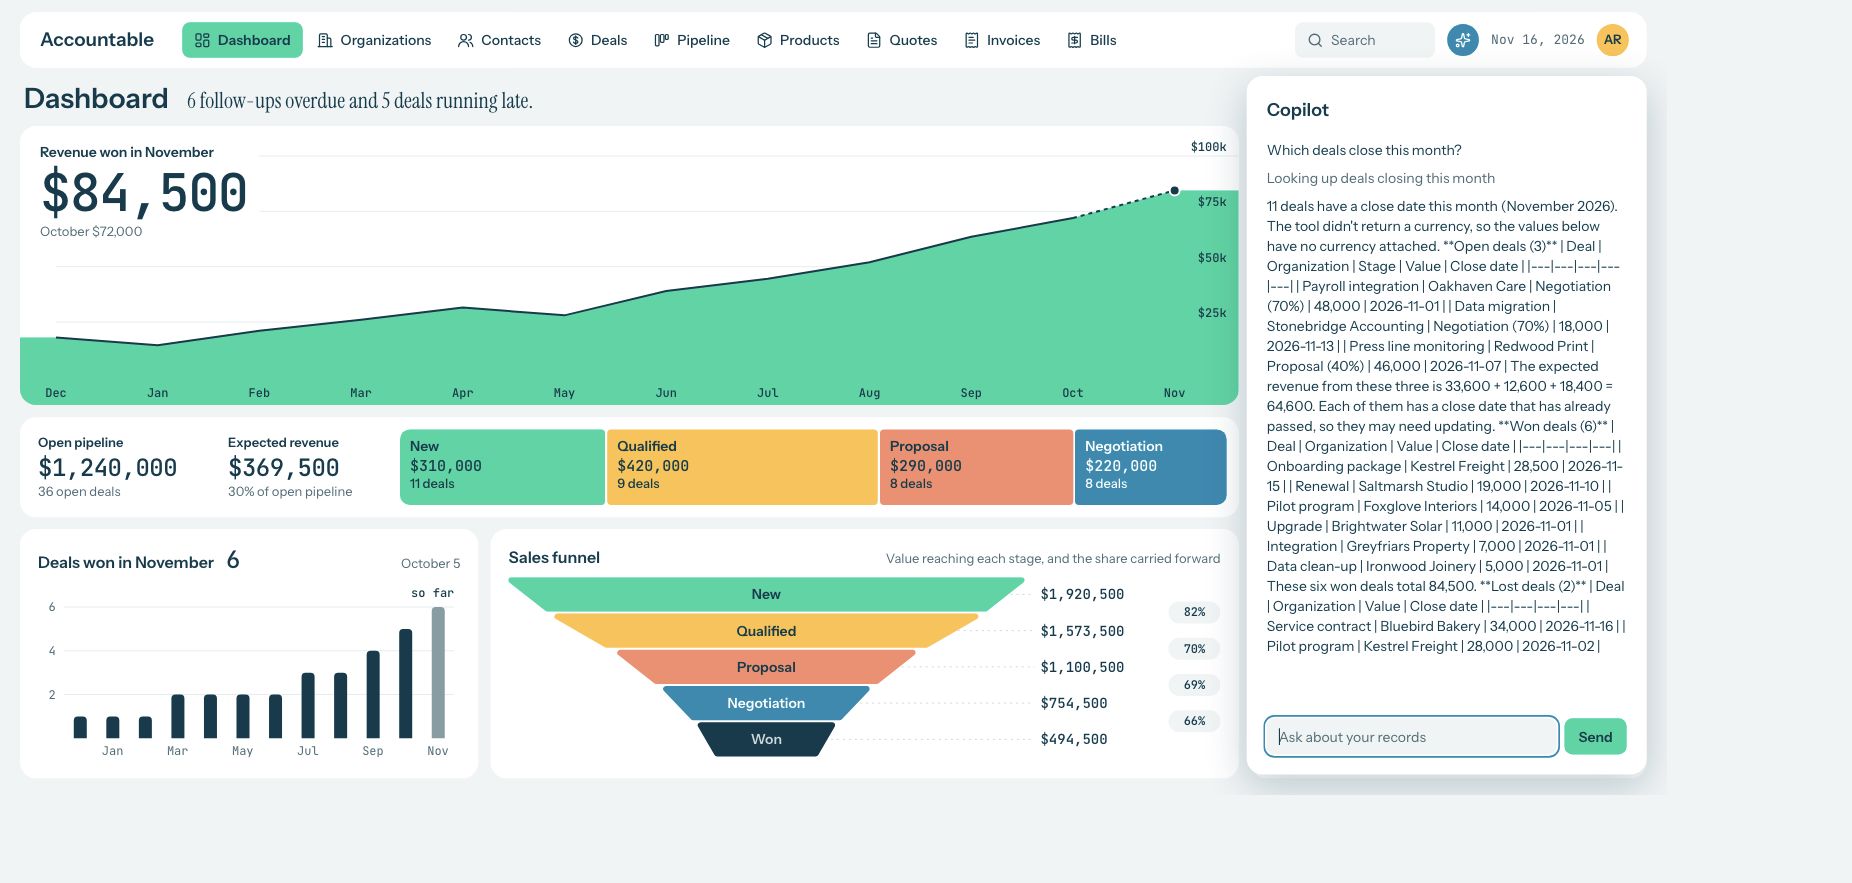 Accountable
Dashboard
Organizations
Contacts
Deals
Pipeline
Products
Quotes
Invoices
Bills
Search
Nov 16, 2026
AR
Dashboard
6 follow-ups overdue and 5 deals running late.
Revenue won in November
$84,500
October $72,000
$100k
$75k
$50k
$25k
Dec
Jan
Feb
Mar
Apr
May
Jun
Jul
Aug
Sep
Oct
Nov
Open pipeline
$1,240,000
36 open deals
Expected revenue
$369,500
30% of open pipeline
New
$310,000
11 deals
Qualified
$420,000
9 deals
Proposal
$290,000
8 deals
Negotiation
$220,000
8 deals
Deals won in November 6
October 5
so far
6
4
2
Jan
Mar
May
Jul
Sep
Nov
Sales funnel
Value reaching each stage, and the share carried forward
New
$1,920,500
82%
Qualified
$1,573,500
70%
Proposal
$1,100,500
69%
Negotiation
$754,500
66%
Won
$494,500
Copilot
Which deals close this month?
Looking up deals closing this month
11 deals have a close date this month (November 2026).
The tool didn't return a currency, so the values below
have no currency attached. **Open deals (3)** | Deal |
Organization | Stage | Value | Close date | |---|---|---|---
|---| | Payroll integration | Oakhaven Care | Negotiation
(70%) | 48,000 | 2026-11-01 | | Data migration |
Stonebridge Accounting | Negotiation (70%) | 18,000 |
2026-11-13 | | Press line monitoring | Redwood Print |
Proposal (40%) | 46,000 | 2026-11-07 | The expected
revenue from these three is 33,600 + 12,600 + 18,400 =
64,600. Each of them has a close date that has already
passed, so they may need updating. **Won deals (6)** |
Deal | Organization | Value | Close date | |---|---|---|---| |
Onboarding package | Kestrel Freight | 28,500 | 2026-11-
15 | | Renewal | Saltmarsh Studio | 19,000 | 2026-11-10 | |
Pilot program | Foxglove Interiors | 14,000 | 2026-11-05 | |
Upgrade | Brightwater Solar | 11,000 | 2026-11-01 | |
Integration | Greyfriars Property | 7,000 | 2026-11-01 | |
Data clean-up | Ironwood Joinery | 5,000 | 2026-11-01 |
These six won deals total 84,500. **Lost deals (2)** | Deal
| Organization | Value | Close date | |---|---|---|---| |
Service contract | Bluebird Bakery | 34,000 | 2026-11-16 | |
Pilot program | Kestrel Freight | 28,000 | 2026-11-02 |
Ask about your records
Send